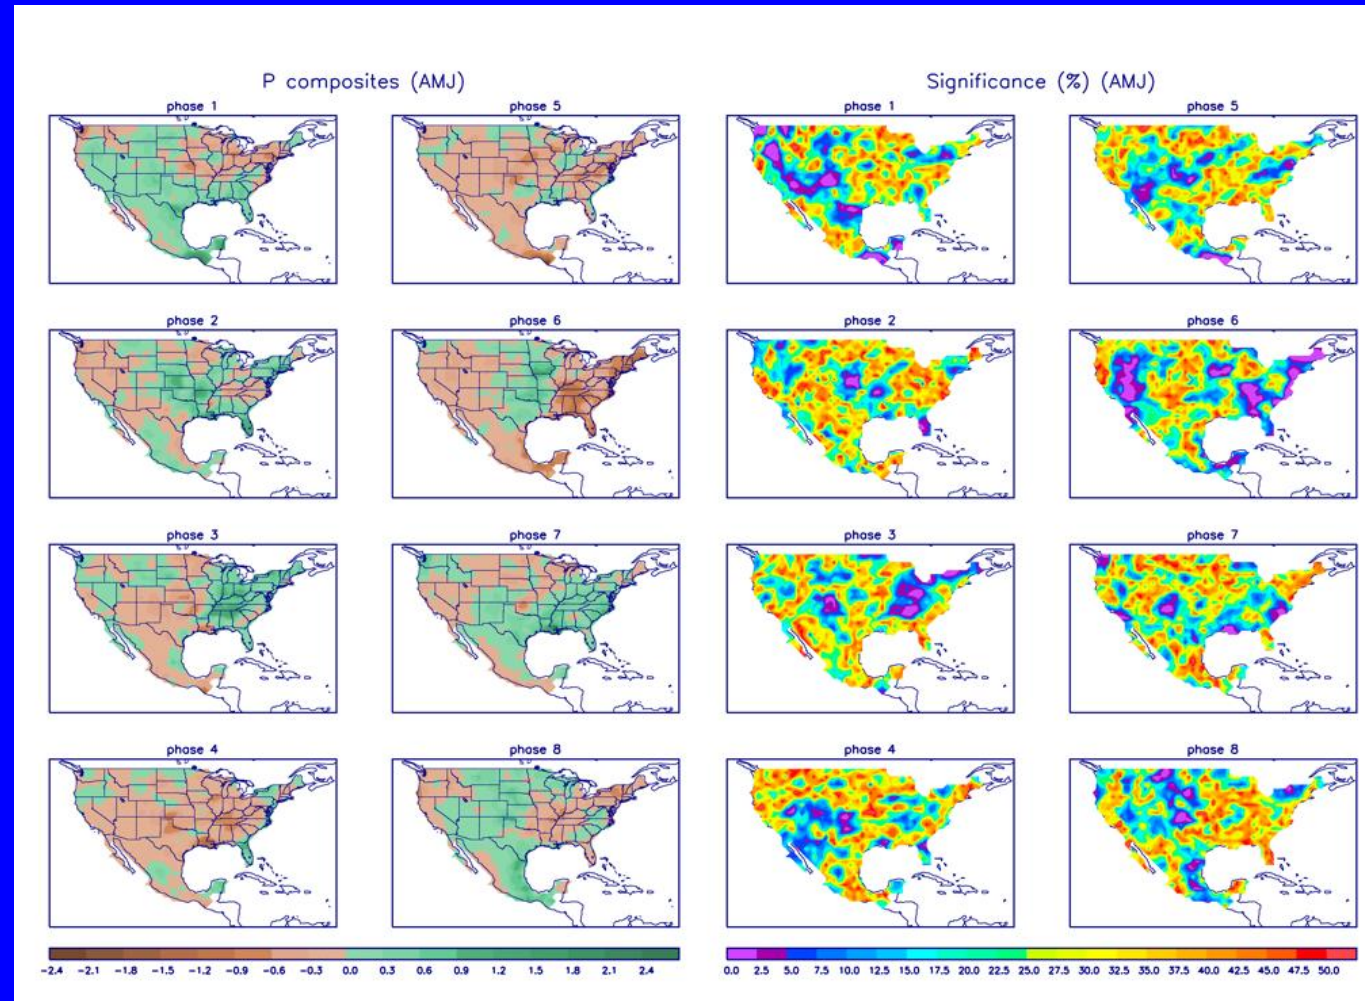 P composites (AMJ) Significance (%) (AMJ)
phase 1 phase 5 phase 1 phase 5
phase 2 phase 6 phase 2 phase 6
phase 3 phase 7 phase 3 phase 7
phase 4 phase 8 phase 4 phase 8
-2.4 -2.1 -1.8 -1.5 -1.2 -0.9 -0.6 -0.3 0.0 0.3 0.6 0.9 1.2 1.5 1.8 2.1 2.4
0.0 2.5 5.0 7.5 10.0 12.5 15.0 17.5 20.0 22.5 25.0 27.5 30.0 32.5 35.0 37.5 40.0 42.5 45.0 47.5 50.0